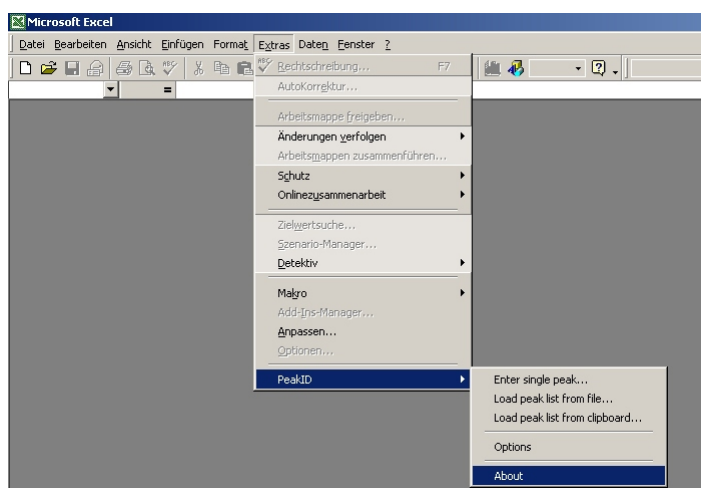 Microsoft Excel
Datei Bearbeiten Ansicht Einfügen Format Extras Daten Fenster ?
ABC
ABC Rechtschreibung... F7
AutoKorrektur...
=
Arbeitsmappe freigeben...
Änderungen verfolgen
Arbeitsmappen zusammenführen...
Schutz
Onlinezusammenarbeit
Zielwertsuche...
Szenario-Manager...
Detektiv
Makro
Add-Ins-Manager...
Anpassen...
Optionen...
PeakID
Enter single peak...
Load peak list from file...
Load peak list from clipboard...
Options
About